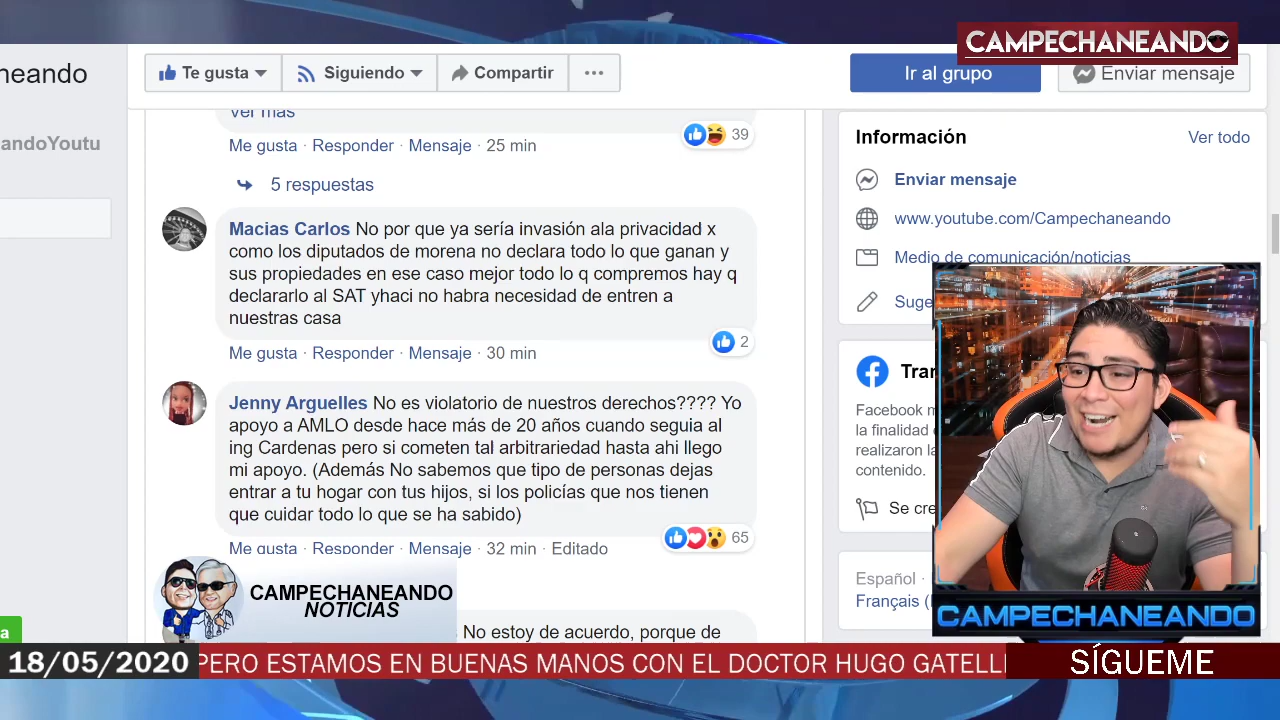 CAMPECHANEANDO
neando
Te gusta
Siguiendo
Compartir
Ir al grupo
Enviar mensaje
andoYoutu
Ver más
39
Me gusta · Responder · Mensaje · 25 min
5 respuestas
Macias Carlos No por que ya sería invasión ala privacidad x
como los diputados de morena no declara todo lo que ganan y
sus propiedades en ese caso mejor todo lo q compremos hay q
declararlo al SAT yhaci no habra necesidad de entren a
nuestras casa
2
Me gusta · Responder · Mensaje · 30 min
Jenny Arguelles No es violatorio de nuestros derechos???? Yo
apoyo a AMLO desde hace más de 20 años cuando seguia al
ing Cardenas pero si cometen tal arbitrariedad hasta ahi llego
mi apoyo. (Además No sabemos que tipo de personas dejas
entrar a tu hogar con tus hijos, si los policías que nos tienen
que cuidar todo lo que se ha sabido)
65
Me gusta · Responder · Mensaje · 32 min · Editado
No estoy de acuerdo, porque de
Información
Ver todo
Enviar mensaje
www.youtube.com/Campechaneando
Medio de comunicación/noticias
Suge
Tran
Facebook m
la finalidad
realizaron la
contenido.
Se cre
Español ·
Français (
CAMPECHANEANDO
NOTICIAS
CAMPECHANEANDO
a
18/05/2020
PERO ESTAMOS EN BUENAS MANOS CON EL DOCTOR HUGO GATELL
SÍGUEME